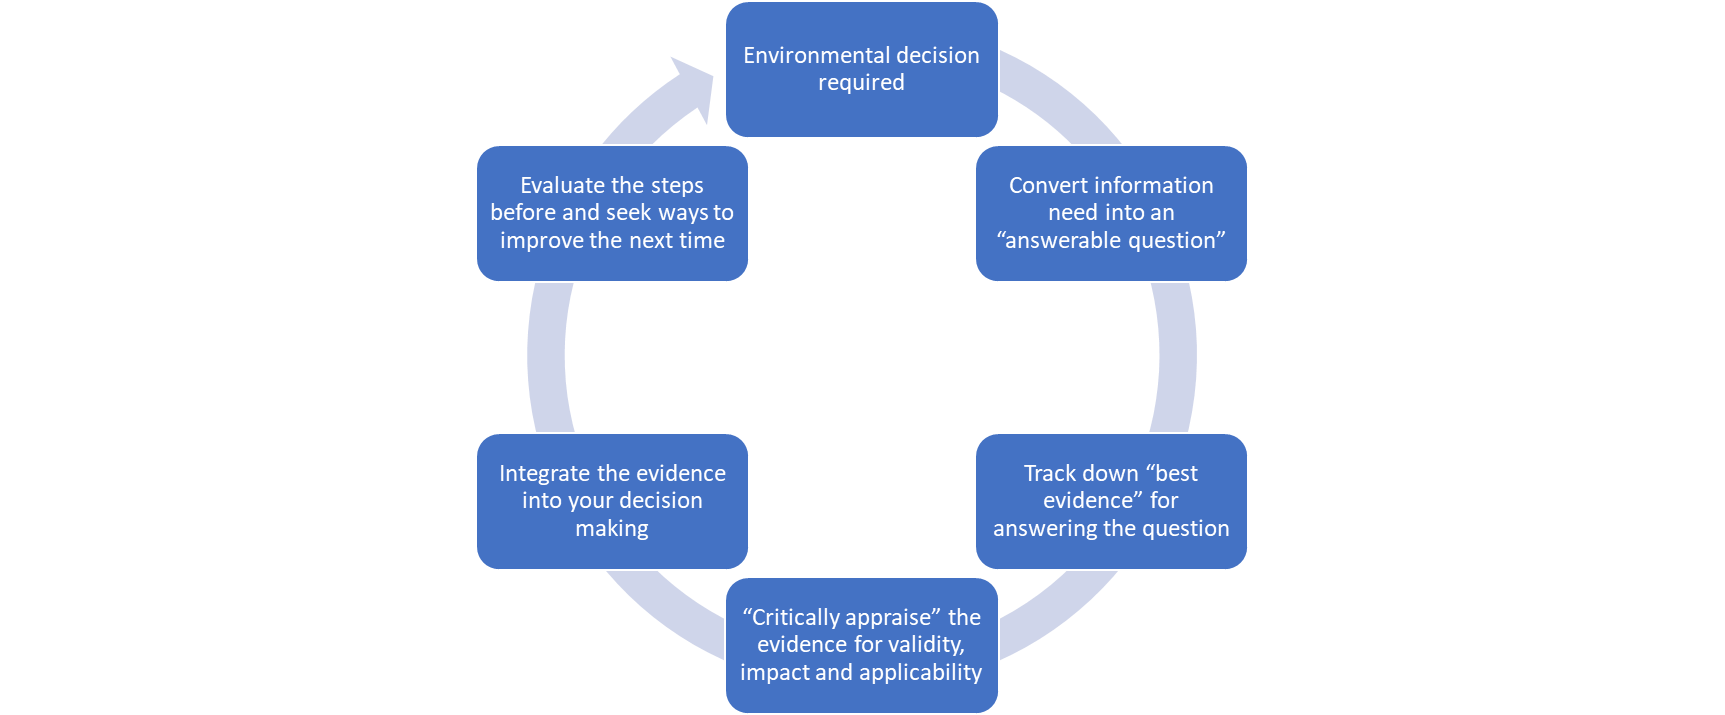 Environmental decision
required
Convert information
need into an
“answerable question”
Track down “best
evidence” for
answering the question
“Critically appraise” the
evidence for validity,
impact and applicability
Integrate the evidence
into your decision
making
Evaluate the steps
before and seek ways to
improve the next time